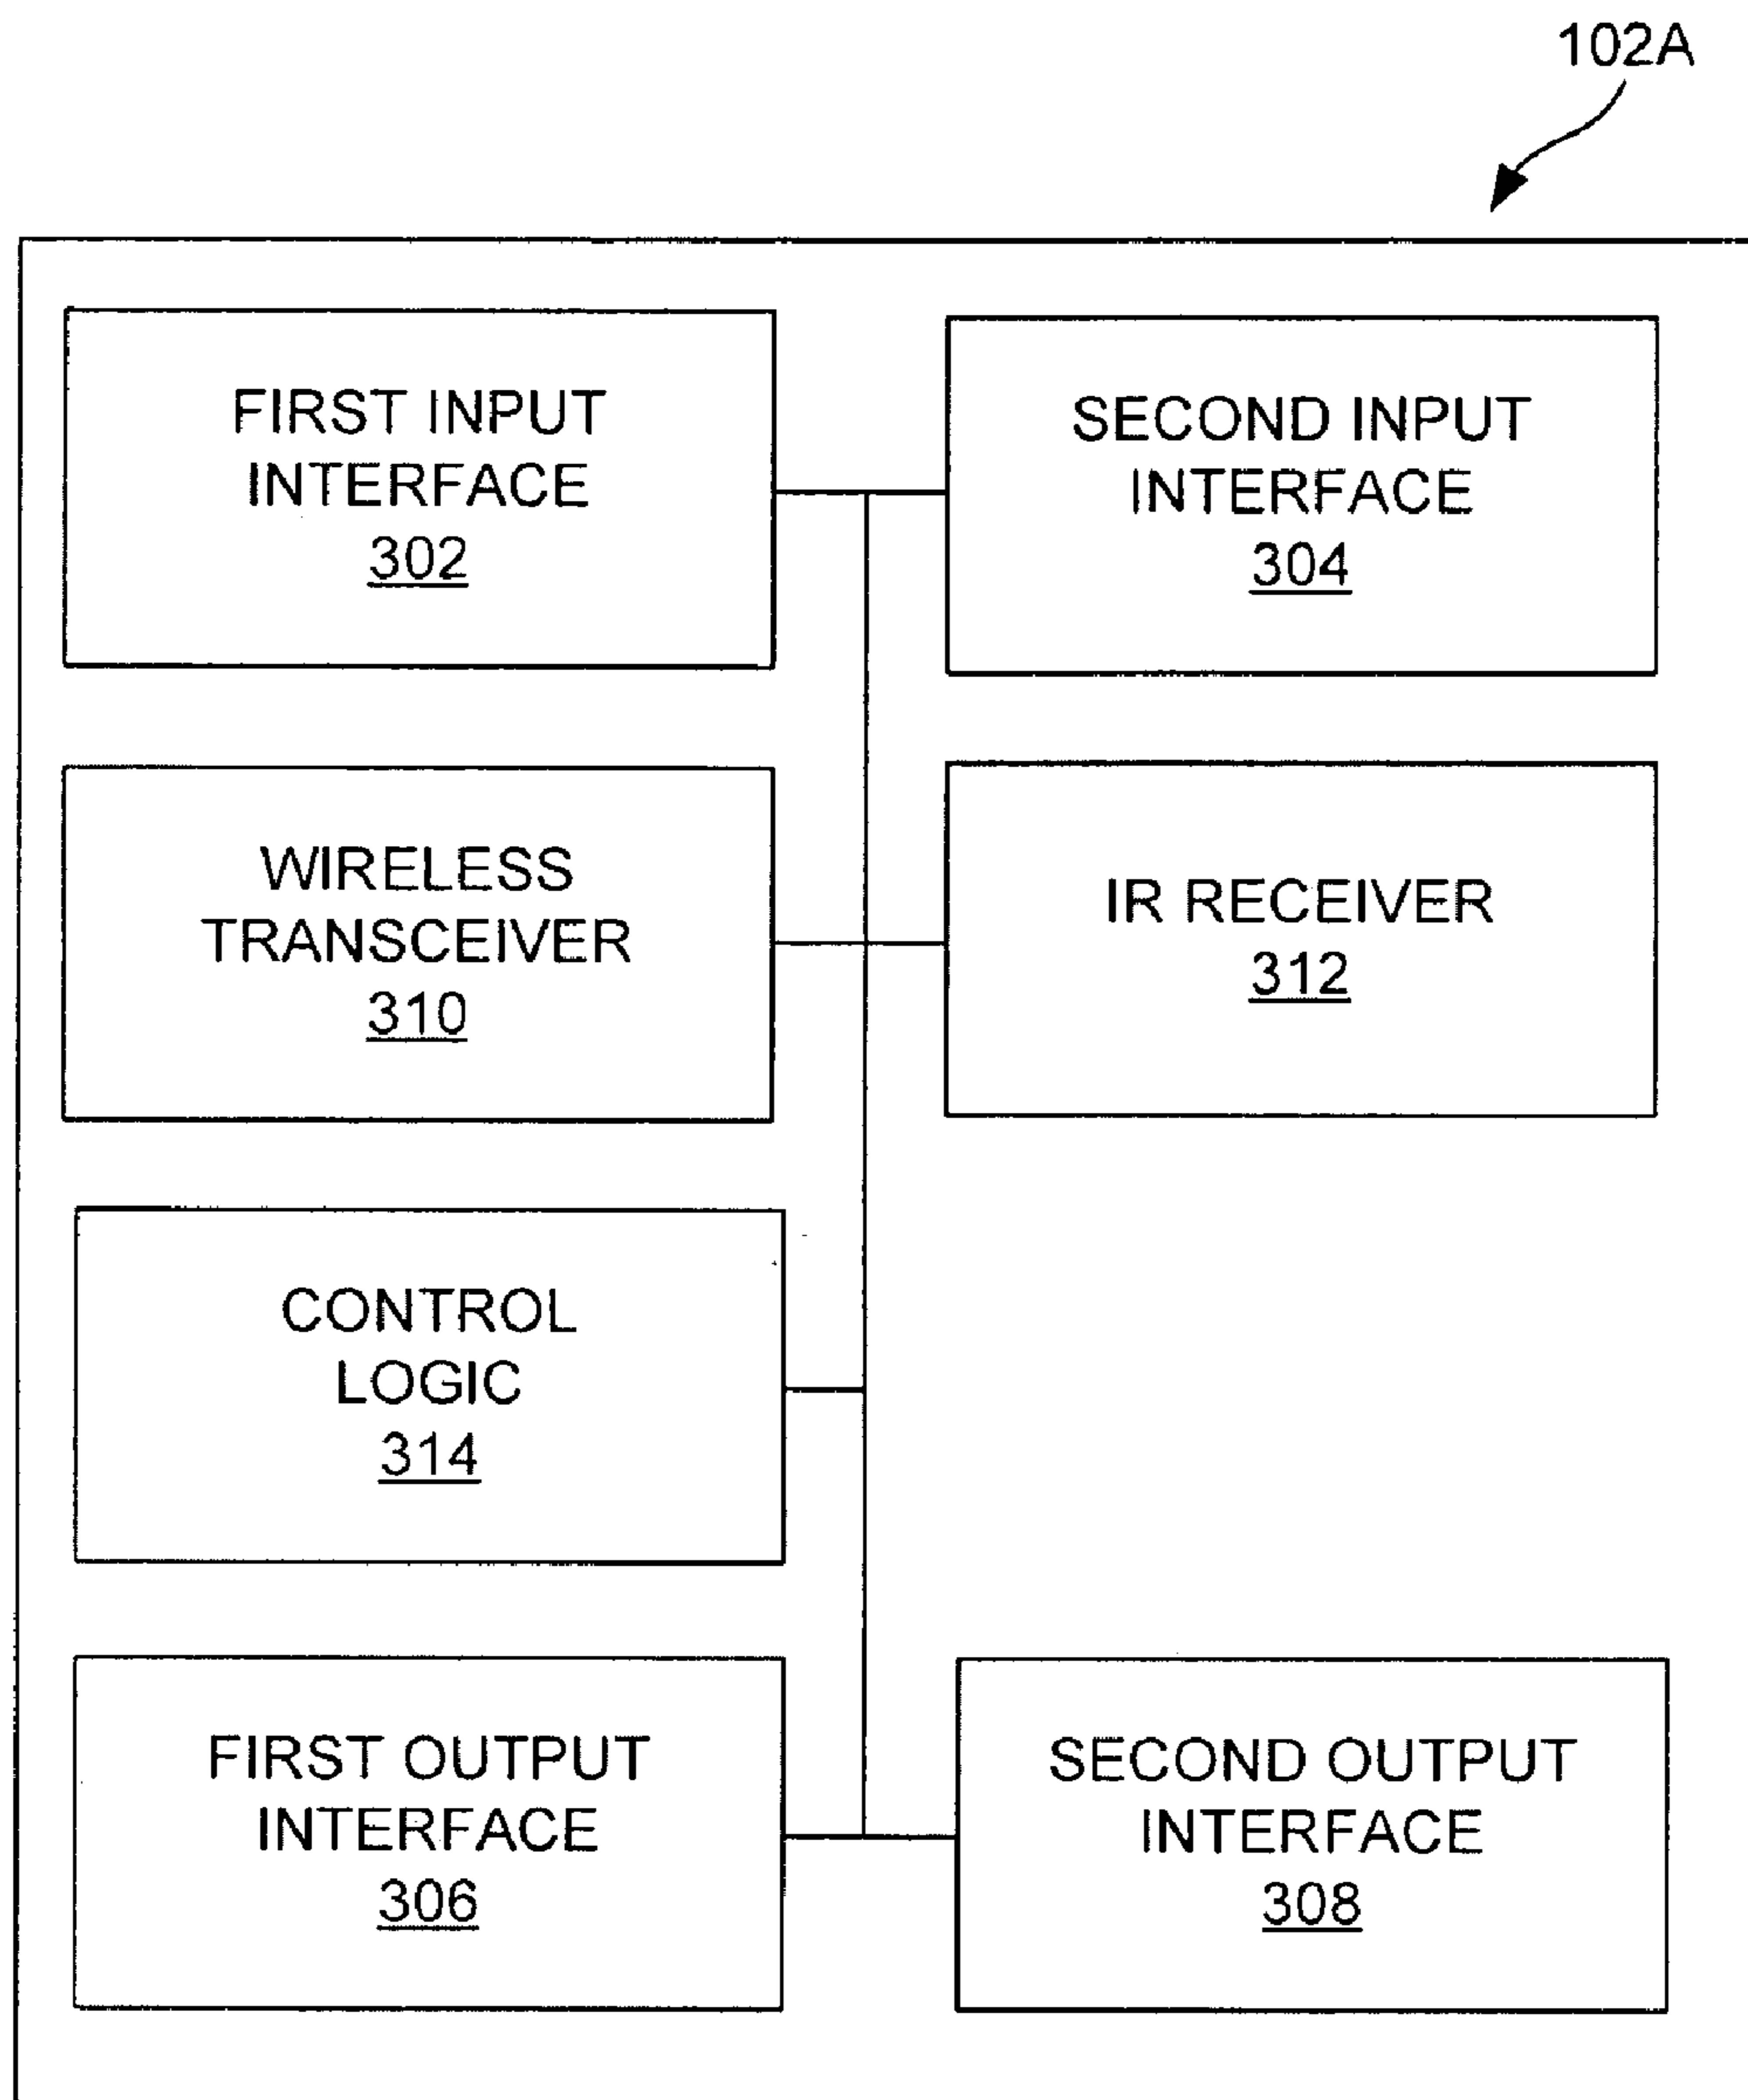 102A
FIRST INPUT
INTERFACE
302
SECOND INPUT
INTERFACE
304
WIRELESS
TRANSCEIVER
310
IR RECEIVER
312
CONTROL
LOGIC
314
FIRST OUTPUT
INTERFACE
306
SECOND OUTPUT
INTERFACE
308